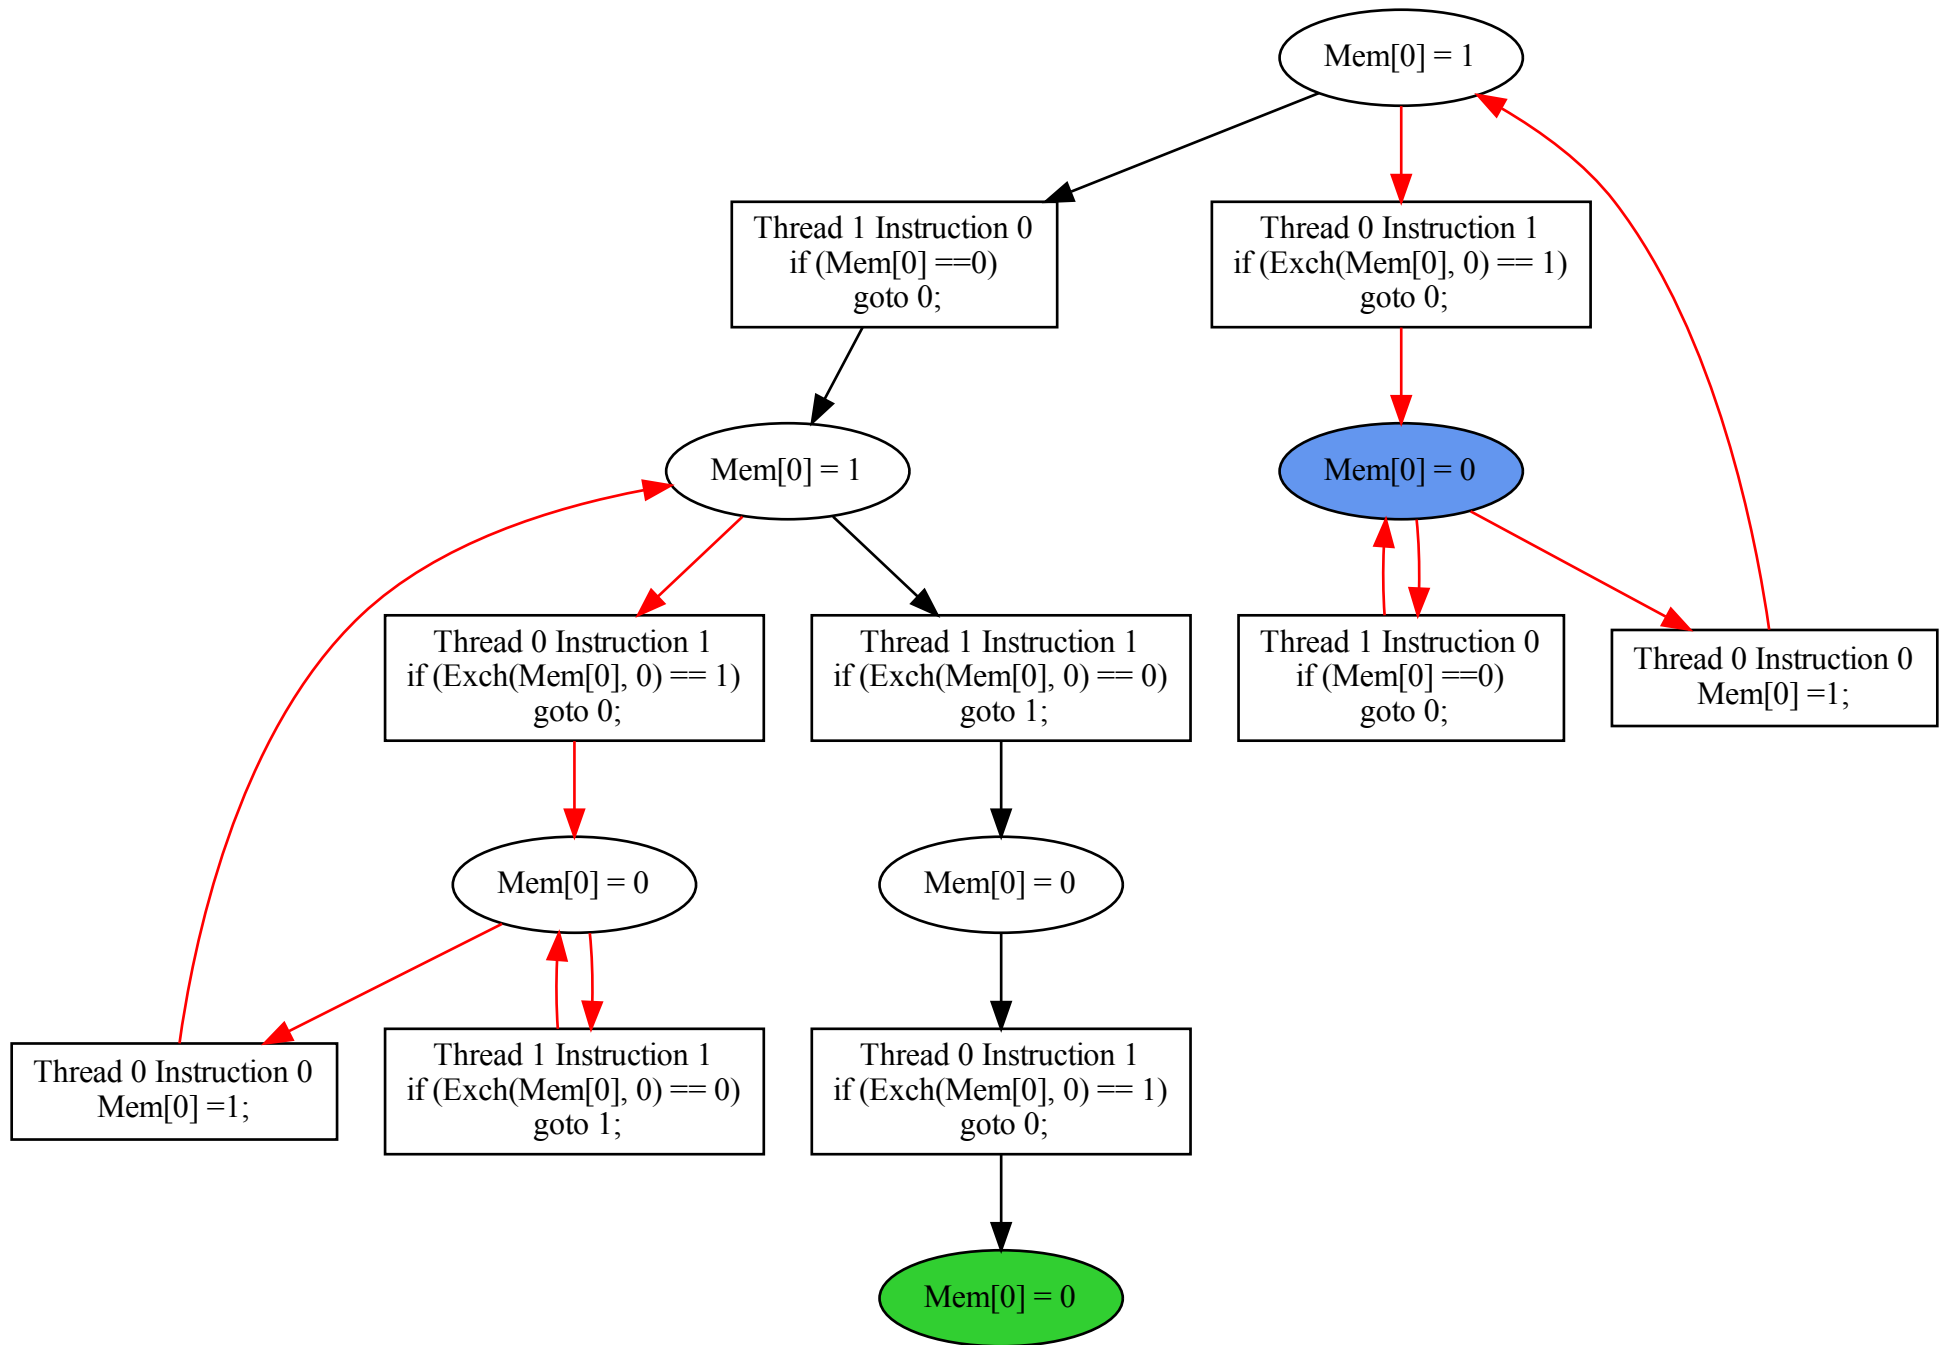 Mem[0] = 1
Thread 1 Instruction 0
if (Mem[0] ==0)
goto 0;
Thread 0 Instruction 1
if (Exch(Mem[0], 0) == 1)
goto 0;
Mem[0] = 1
Mem[0] = 0
Thread 0 Instruction 1
if (Exch(Mem[0], 0) == 1)
goto 0;
Thread 1 Instruction 1
if (Exch(Mem[0], 0) == 0)
goto 1;
Thread 1 Instruction 0
if (Mem[0] ==0)
goto 0;
Thread 0 Instruction 0
Mem[0] =1;
Mem[0] = 0
Mem[0] = 0
Thread 0 Instruction 0
Mem[0] =1;
Thread 1 Instruction 1
if (Exch(Mem[0], 0) == 0)
goto 1;
Thread 0 Instruction 1
if (Exch(Mem[0], 0) == 1)
goto 0;
Mem[0] = 0